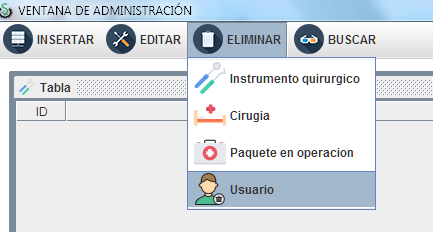 VENTANA DE ADMINISTRACIÓN
INSERTAR EDITAR ELIMINAR BUSCAR
Instrumento quirurgico
Tabla
ID
Cirugia
Paquete en operacion
Usuario